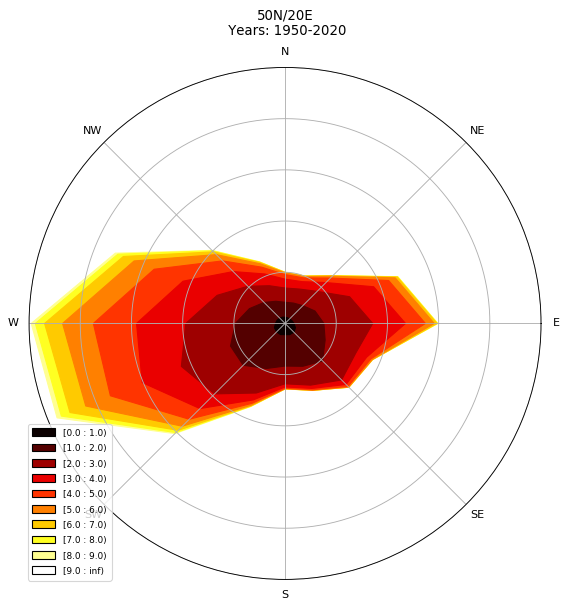 50N/20E
Years: 1950-2020
N
NW
NE
W
E
[0.0 : 1.0)
[1.0 : 2.0)
[2.0 : 3.0)
[3.0 : 4.0)
[4.0 : 5.0)
[5.0 : 6.0)
[6.0 : 7.0)
[7.0 : 8.0)
[8.0 : 9.0)
[9.0 : inf)
SW
SE
S